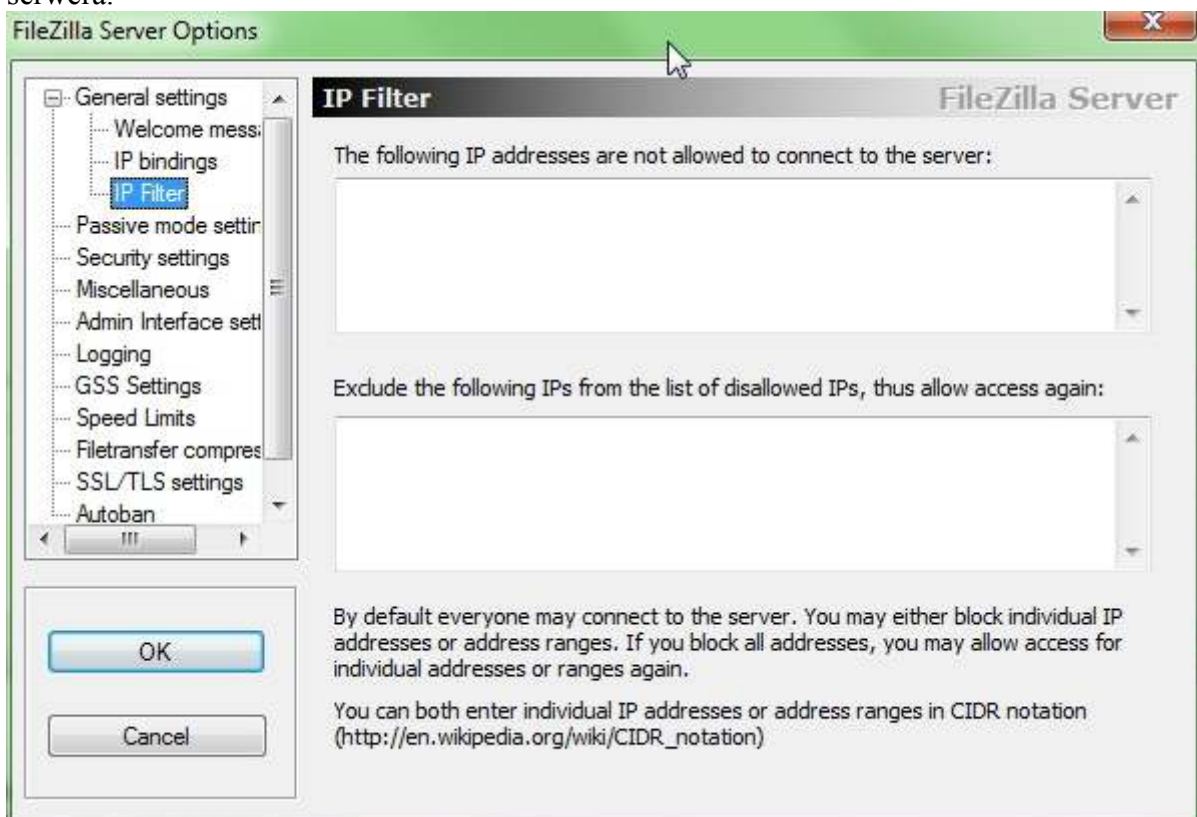 serwera.
FileZilla Server Options
General settings
Welcome messa
IP bindings
IP Filter
Passive mode settin
Security settings
Miscellaneous
Admin Interface sett
Logging
GSS Settings
Speed Limits
Filetransfer compres
SSL/TLS settings
Autoban
OK
Cancel
IP Filter
FileZilla Server
The following IP addresses are not allowed to connect to the server:
Exclude the following IPs from the list of disallowed IPs, thus allow access again:
By default everyone may connect to the server. You may either block individual IP
addresses or address ranges. If you block all addresses, you may allow access for
individual addresses or ranges again.
You can both enter individual IP addresses or address ranges in CIDR notation
(http://en.wikipedia.org/wiki/CIDR_notation)